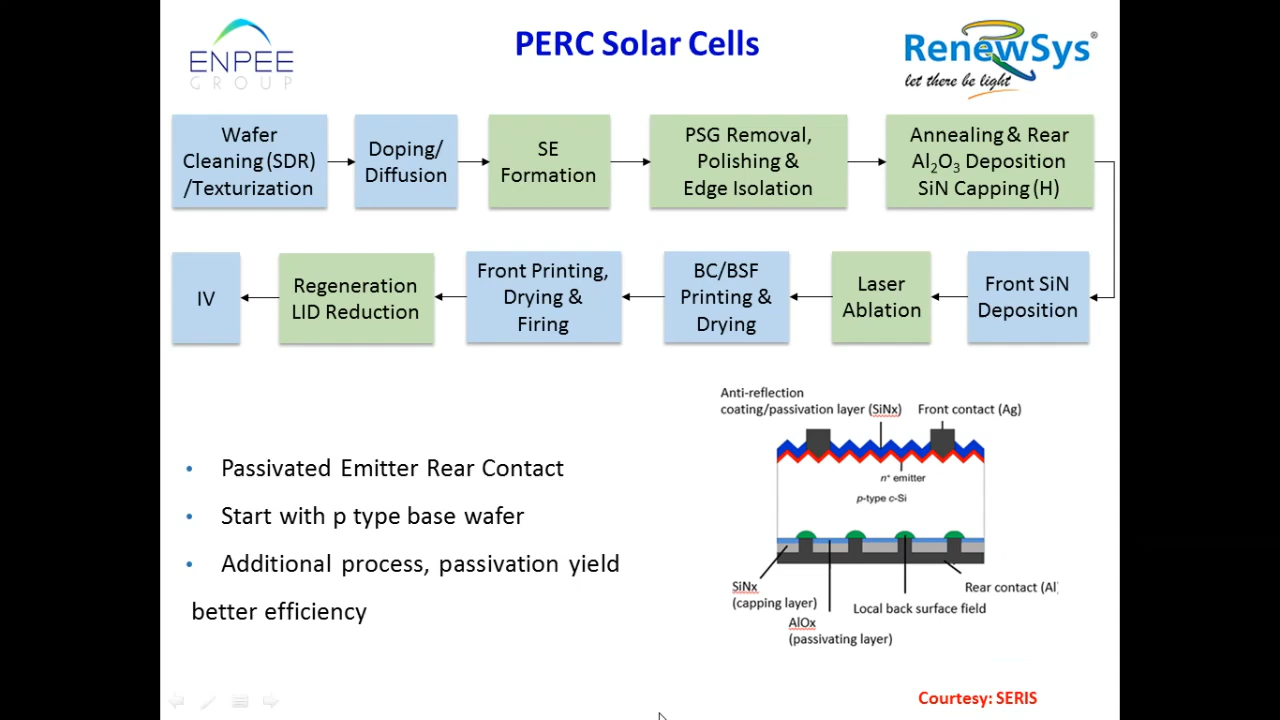 ENPEE
GROUP
PERC Solar Cells
RenewSys®
let there be light
Wafer
Cleaning (SDR)
/Texturization
Doping/
Diffusion
SE
Formation
PSG Removal,
Polishing &
Edge Isolation
Annealing & Rear
Al₂O₃ Deposition
SiN Capping (H)
IV
Regeneration
LID Reduction
Front Printing,
Drying &
Firing
BC/BSF
Printing &
Drying
Laser
Ablation
Front SiN
Deposition
Anti-reflection
coating/passivation layer (SiNx)
Front contact (Ag)
n⁺ emitter
p-type c-Si
SiNx
(capping layer)
AlOx
(passivating layer)
Local back surface field
Rear contact (Al)
• Passivated Emitter Rear Contact
• Start with p type base wafer
• Additional process, passivation yield
better efficiency
Courtesy: SERIS